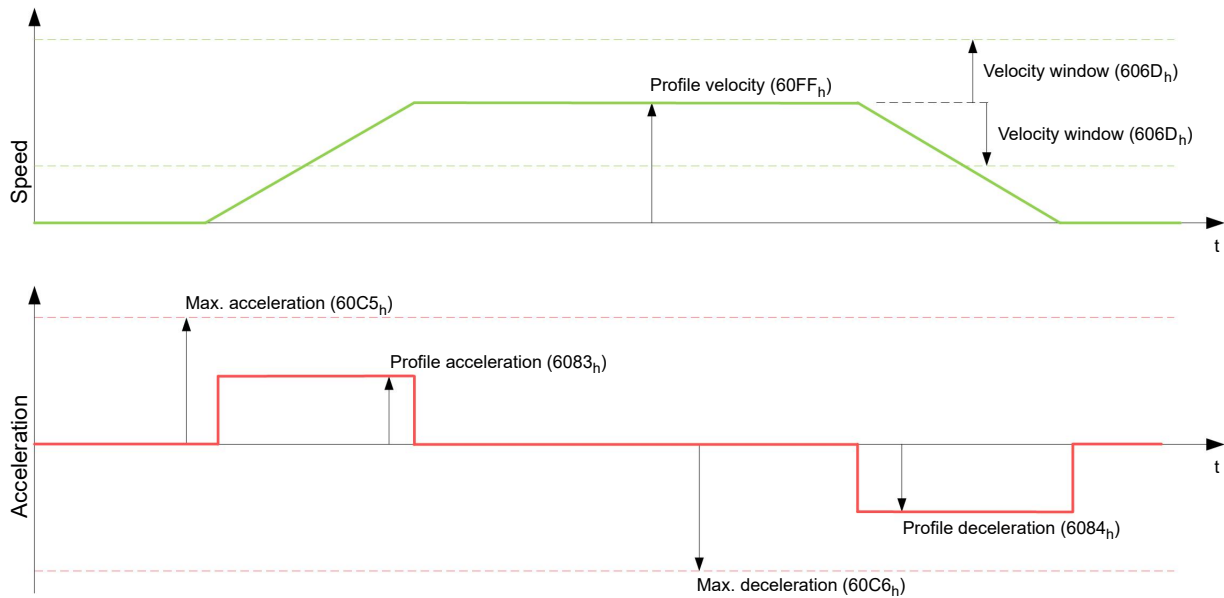 Velocity window (606Dh)
Profile velocity (60FFh)
Velocity window (606Dh)
Speed
t
Max. acceleration (60C5h)
Profile acceleration (6083h)
Acceleration
t
Profile deceleration (6084h)
Max. deceleration (60C6h)